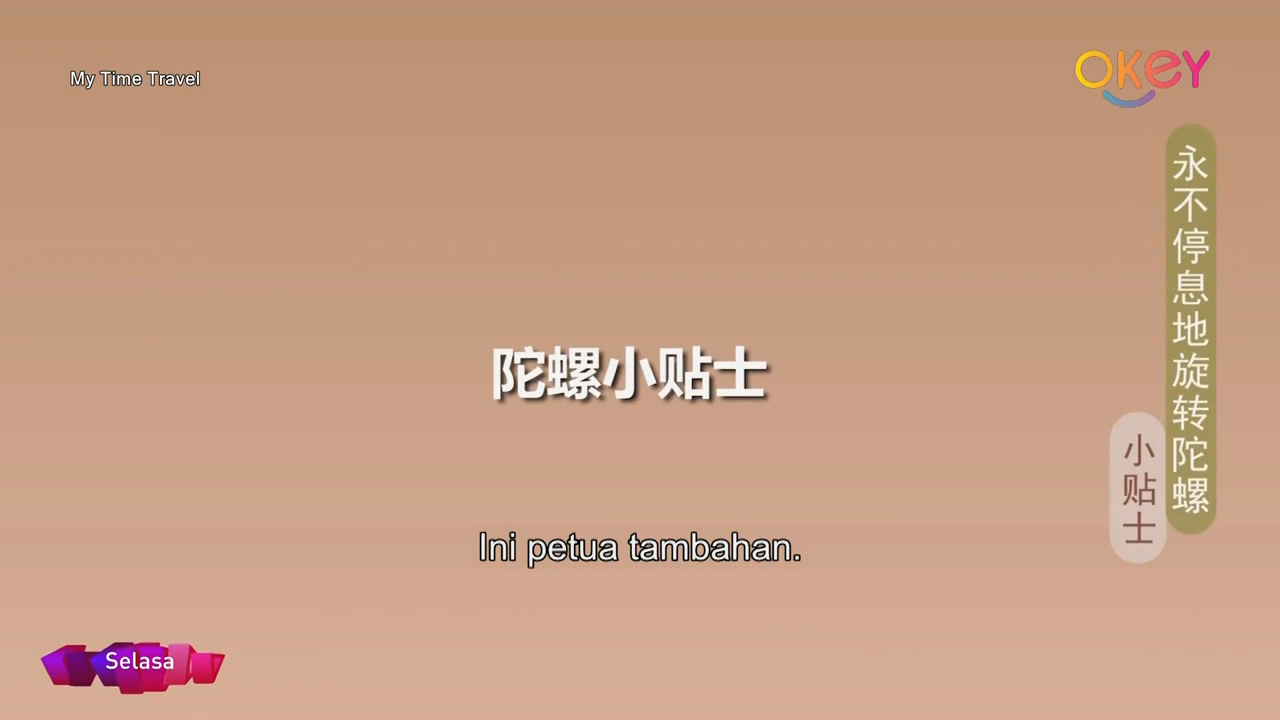 My Time Travel
OKEY
永不停息地旋转陀螺
小贴士
陀螺小贴士
Ini petua tambahan.
Selasa